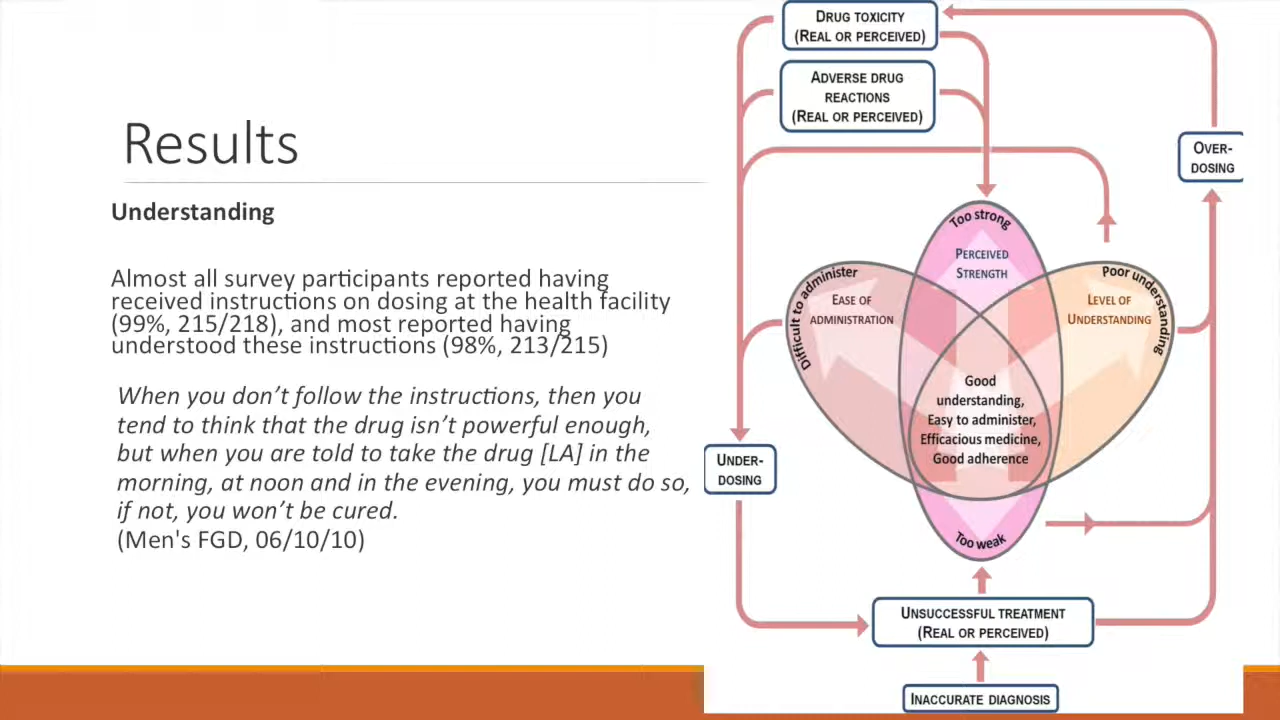 Results
Understanding
Almost all survey participants reported having
received instructions on dosing at the health facility
(99%, 215/218), and most reported having
understood these instructions (98%, 213/215)
When you don’t follow the instructions, then you
tend to think that the drug isn’t powerful enough,
but when you are told to take the drug [LA] in the
morning, at noon and in the evening, you must do so,
if not, you won’t be cured.
(Men's FGD, 06/10/10)
DRUG TOXICITY
(REAL OR PERCEIVED)
ADVERSE DRUG
REACTIONS
(REAL OR PERCEIVED)
OVER-
DOSING
Too strong
PERCEIVED
STRENGTH
Difficult to administer
EASE OF
ADMINISTRATION
Poor understanding
LEVEL OF
UNDERSTANDING
Good
understanding,
Easy to administer,
Efficacious medicine,
Good adherence
UNDER-
DOSING
Too weak
UNSUCCESSFUL TREATMENT
(REAL OR PERCEIVED)
INACCURATE DIAGNOSIS